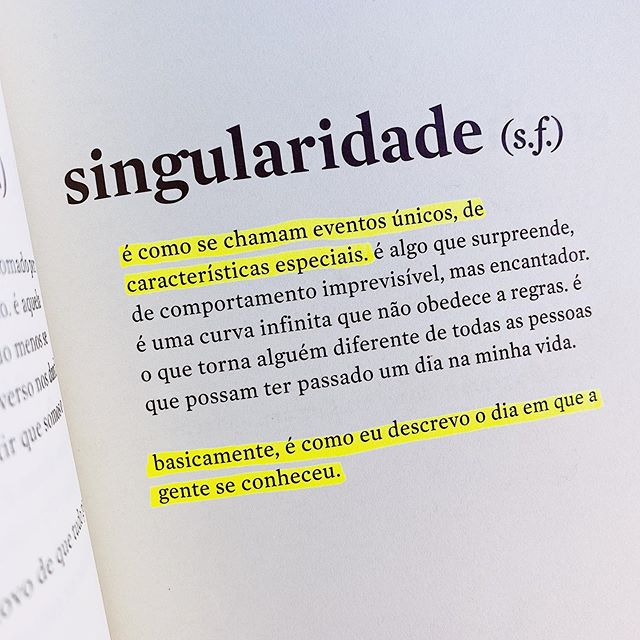 singularidade (s.f.)
é como se chamam eventos únicos, de
características especiais. é algo que surpreende,
de comportamento imprevisível, mas encantador.
é uma curva infinita que não obedece a regras. é
o que torna alguém diferente de todas as pessoas
que possam ter passado um dia na minha vida.
basicamente, é como eu descrevo o dia em que a
gente se conheceu.